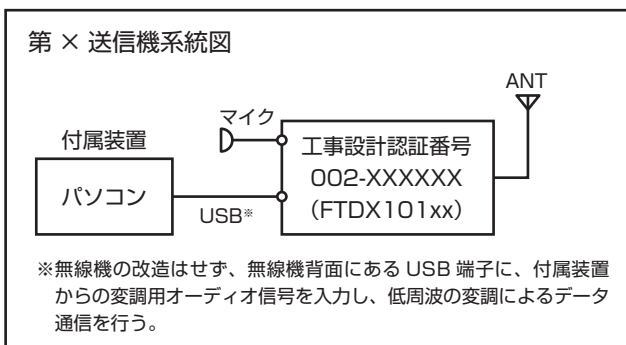 第 × 送信機系統図
ANT
マイク
付属装置
工事設計認証番号
パソコン
002-XXXXXX
USB※
(FTDX101xx)
※無線機の改造はせず、無線機背面にある USB 端子に、付属装置
からの変調用オーディオ信号を入力し、低周波の変調によるデータ
通信を行う。